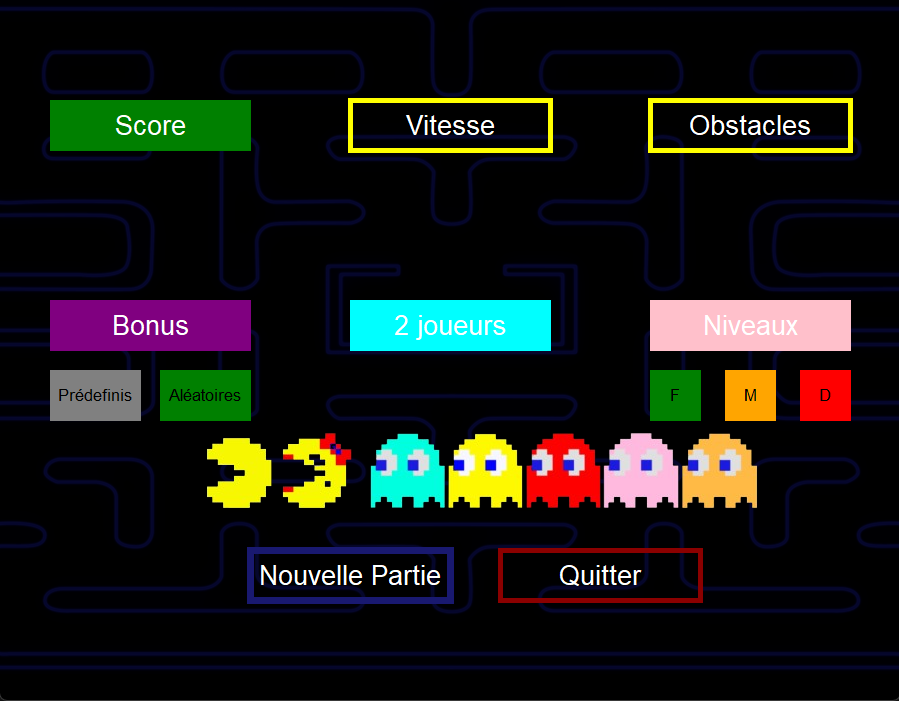 Score
Vitesse
Obstacles
Bonus
2 joueurs
Niveaux
Prédefinis
Aléatoires
F
M
D
Nouvelle Partie
Quitter